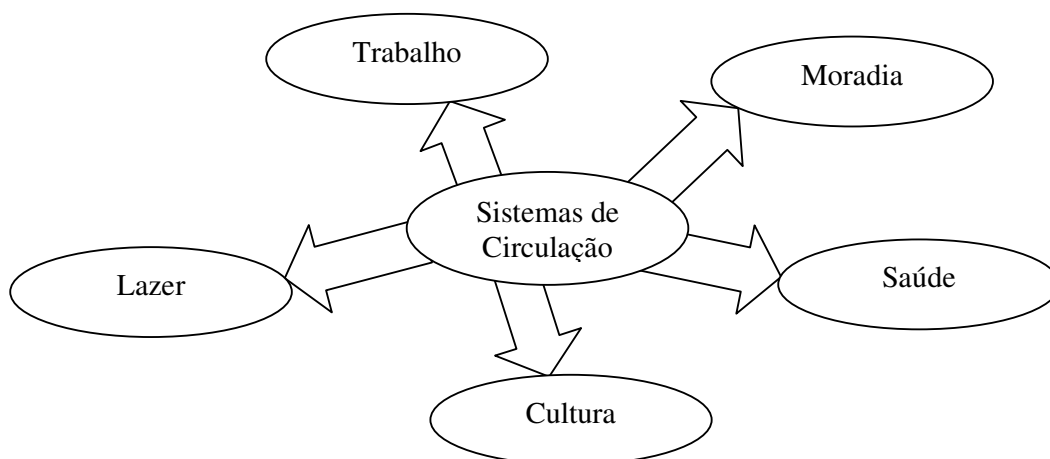 Trabalho
Moradia
Sistemas de
Circulação
Lazer
Saúde
Cultura